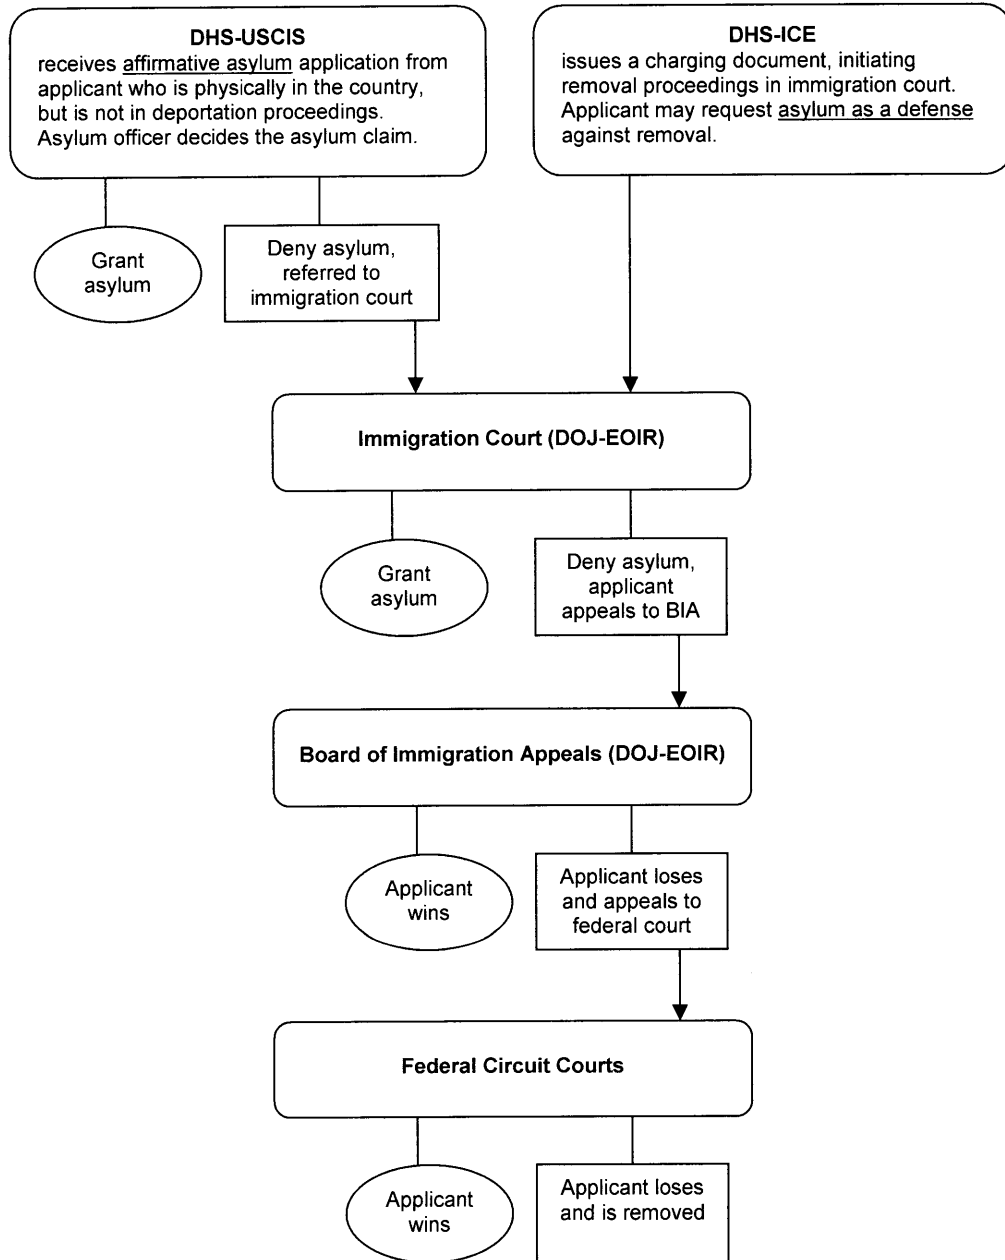 DHS-USCIS
receives affirmative asylum application from
applicant who is physically in the country,
but is not in deportation proceedings.
Asylum officer decides the asylum claim.
DHS-ICE
issues a charging document, initiating
removal proceedings in immigration court.
Applicant may request asylum as a defense
against removal.
Grant
asylum
Deny asylum,
referred to
immigration court
Immigration Court (DOJ-EOIR)
Grant
asylum
Deny asylum,
applicant
appeals to BIA
Board of Immigration Appeals (DOJ-EOIR)
Applicant
wins
Applicant loses
and appeals to
federal court
Federal Circuit Courts
Applicant
wins
Applicant loses
and is removed